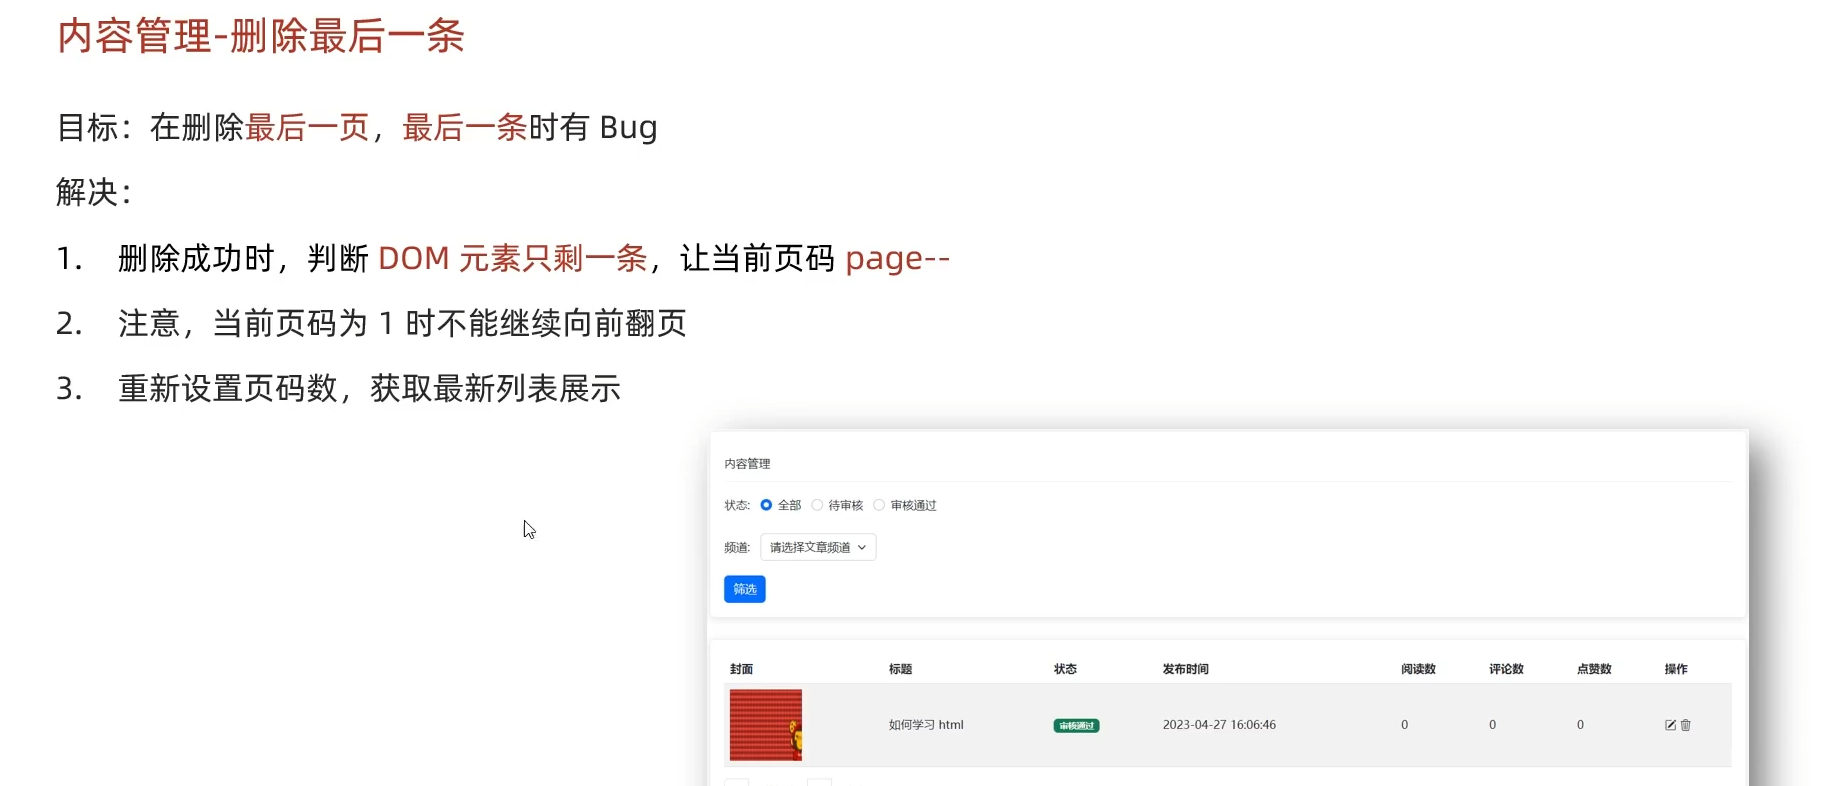 内容管理-删除最后一条
目标：在删除最后一页，最后一条时有 Bug
解决：
1. 删除成功时，判断 DOM 元素只剩一条，让当前页码 page--
2. 注意，当前页码为 1 时不能继续向前翻页
3. 重新设置页码数，获取最新列表展示
内容管理
状态: 全部 待审核 审核通过
频道: 请选择文章频道
筛选
封面 标题 状态 发布时间 阅读数 评论数 点赞数 操作
如何学习 html 审核通过 2023-04-27 16:06:46 0 0 0